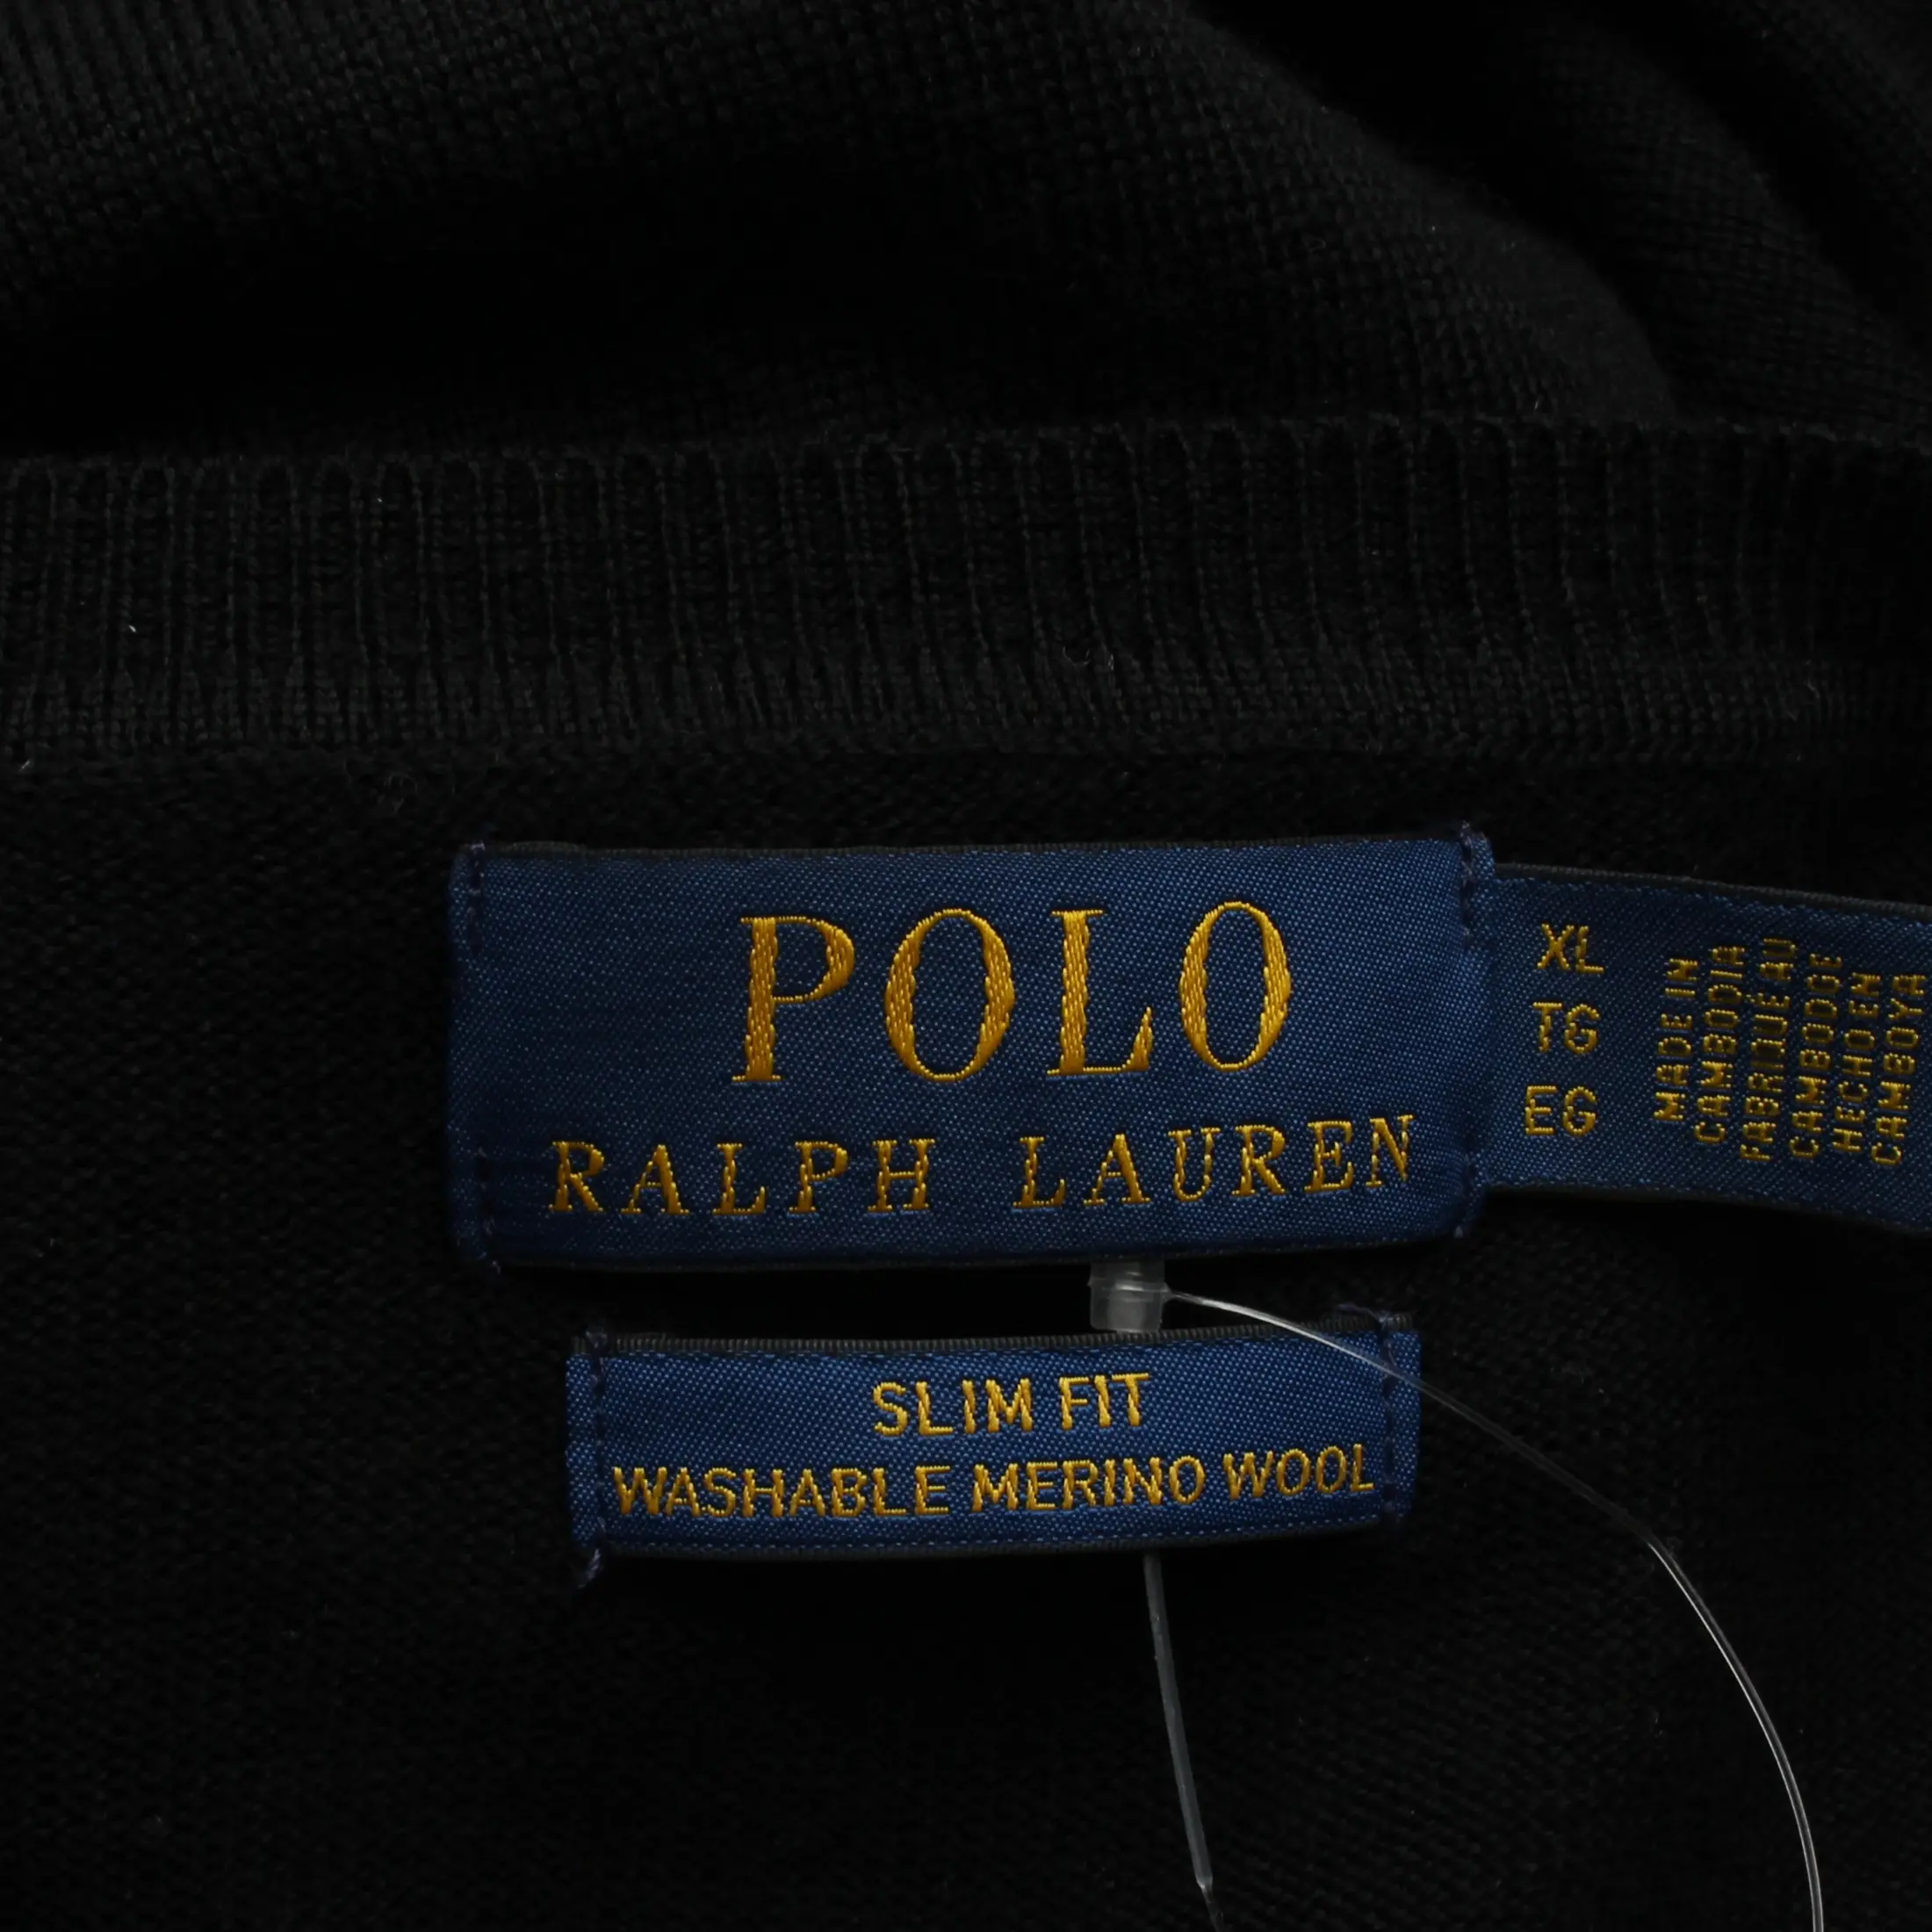 POLO
RALPH LAUREN
XL
TG
EG
MADE IN
CAMBODIA
FABRIQUÉ AU
CAMBODGE
HECHO EN
CAMBOYA
SLIM FIT
WASHABLE MERINO WOOL